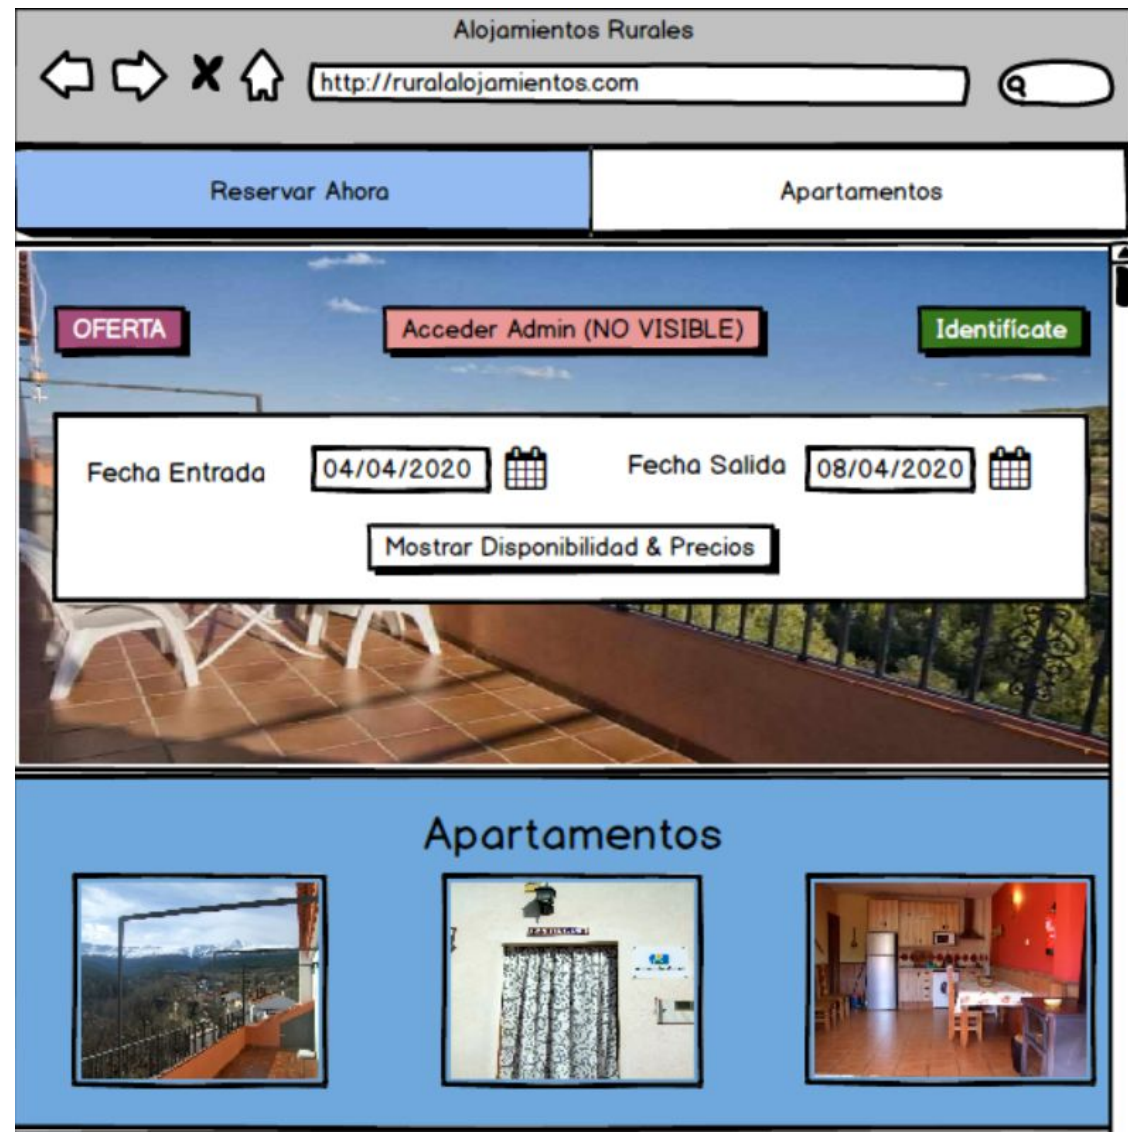 Alojamientos Rurales
http://ruralalojamientos.com
Reservar Ahora
Apartamentos
OFERTA
Acceder Admin (NO VISIBLE)
Identifícate
Fecha Entrada
04/04/2020
Fecha Salida
08/04/2020
Mostrar Disponibilidad & Precios
Apartamentos